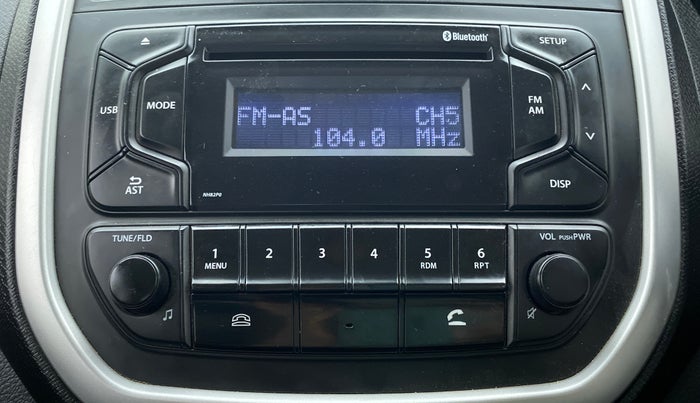 Bluetooth
SETUP
USB
MODE
FM-AS CH5
104.0 MHz
FM
AM
AST
NH82P0
DISP
TUNE/FLD
VOL PUSH PWR
1 2 3 4 5 6
MENU RDM RPT